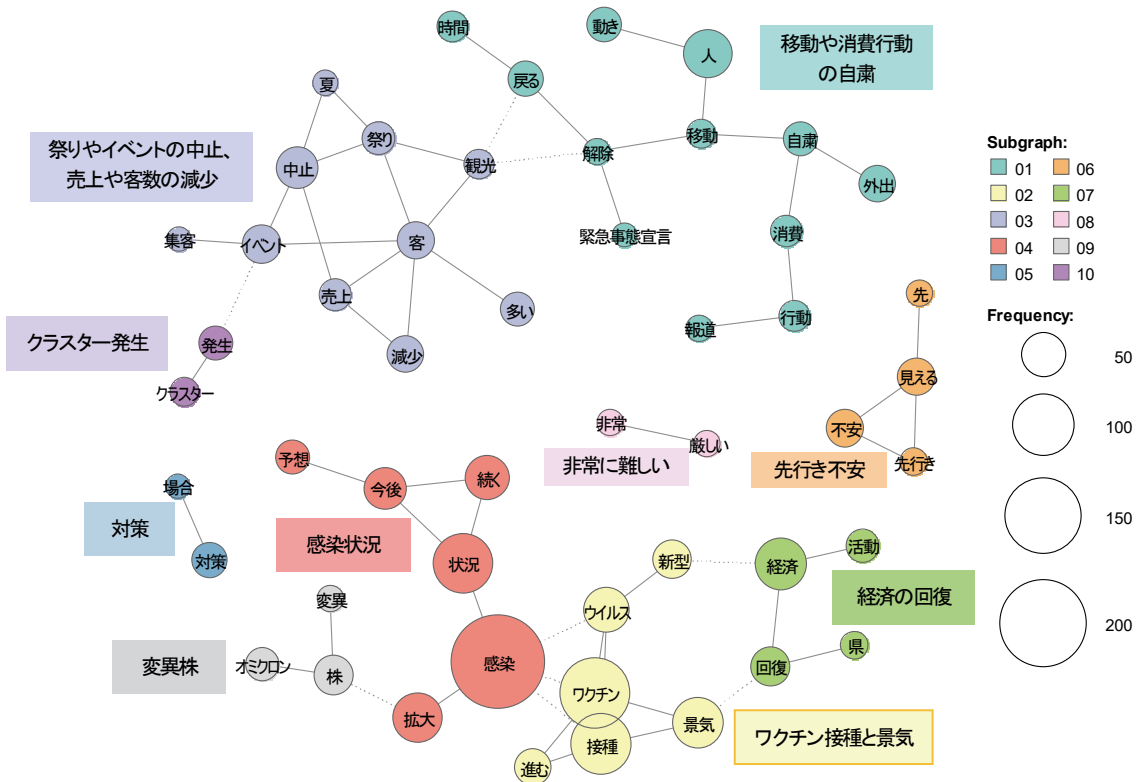 時間
動き
人
移動や消費行動
の自粛
夏
戻る
祭り
移動
自粛
祭りやイベントの中止、
売上や客数の減少
中止
観光
解除
外出
集客
イベント
客
緊急事態宣言
消費
売上
多い
先
クラスター発生
発生
減少
報道
行動
クラスター
見える
非常
厳しい
不安
先行き
非常に難しい
先行き不安
予想
今後
続く
場合
対策
対策
感染状況
状況
新型
経済
活動
経済の回復
変異
ウイルス
変異株
オミクロン
株
感染
ワクチン
回復
県
拡大
接種
景気
ワクチン接種と景気
進む
Subgraph:
01 06
02 07
03 08
04 09
05 10
Frequency:
50
100
150
200